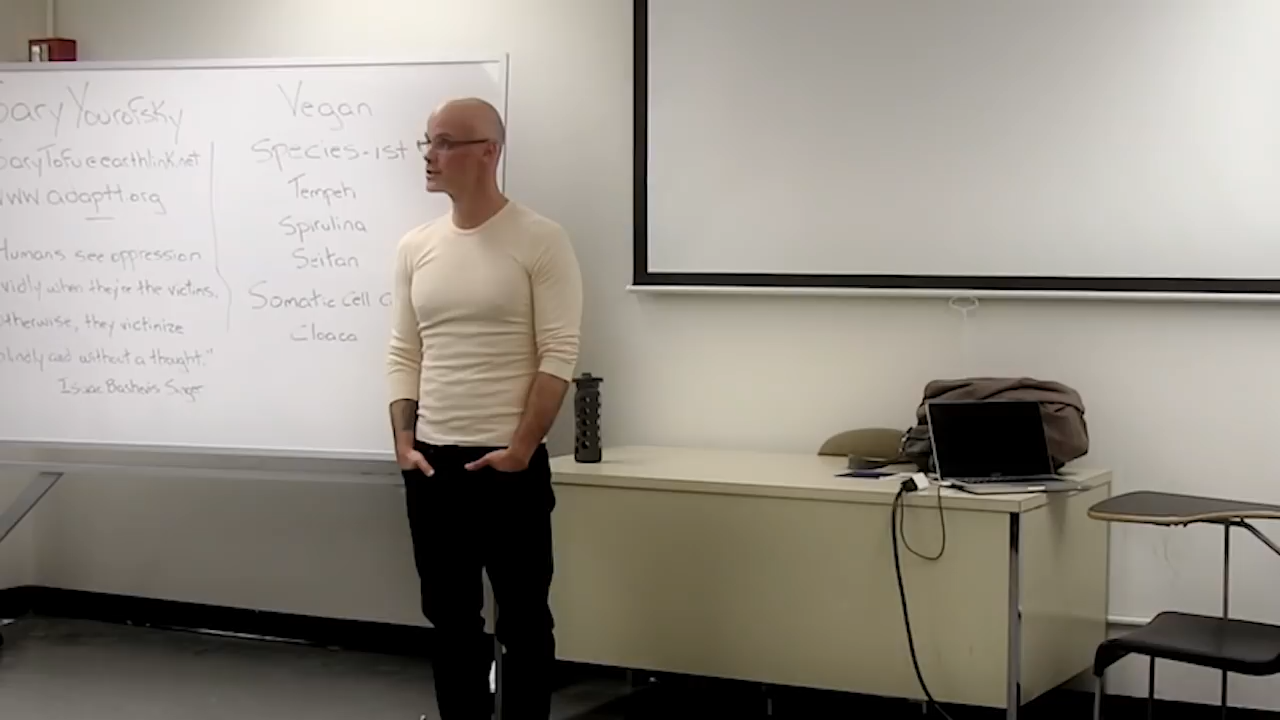 Gary Yourofsky
GaryTofu@earthlink.net
www.adaptt.org
Humans see oppression
vividly when they're the victims.
Otherwise, they victimize
blindly and without a thought."
Isaac Bashevis Singer
Vegan
Species-ist
Tempeh
Spirulina
Seitan
Somatic Cell C
Cloaca